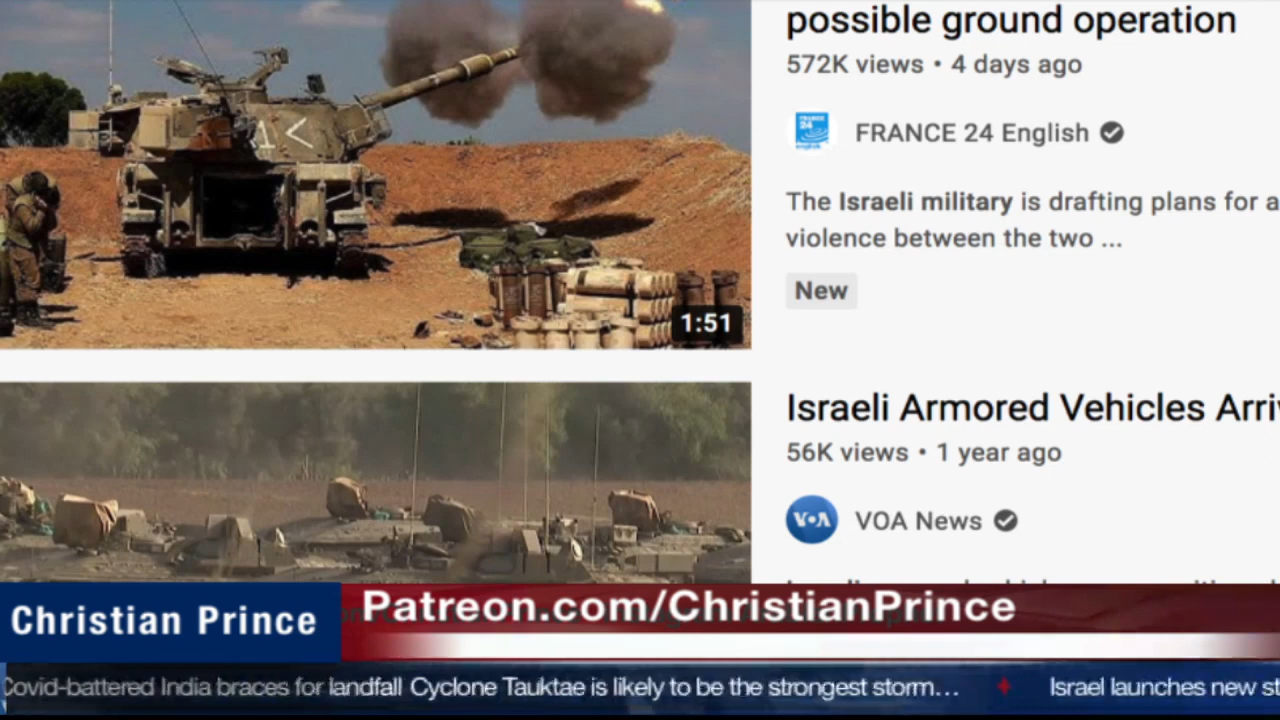 possible ground operation
572K views • 4 days ago
FRANCE 24 English
The Israeli military is drafting plans for a
violence between the two ...
New
1:51
Israeli Armored Vehicles Arri
56K views • 1 year ago
VOA
VOA News
Christian Prince
Patreon.com/ChristianPrince
Covid-battered India braces for landfall Cyclone Tauktae is likely to be the strongest storm… Israel launches new st